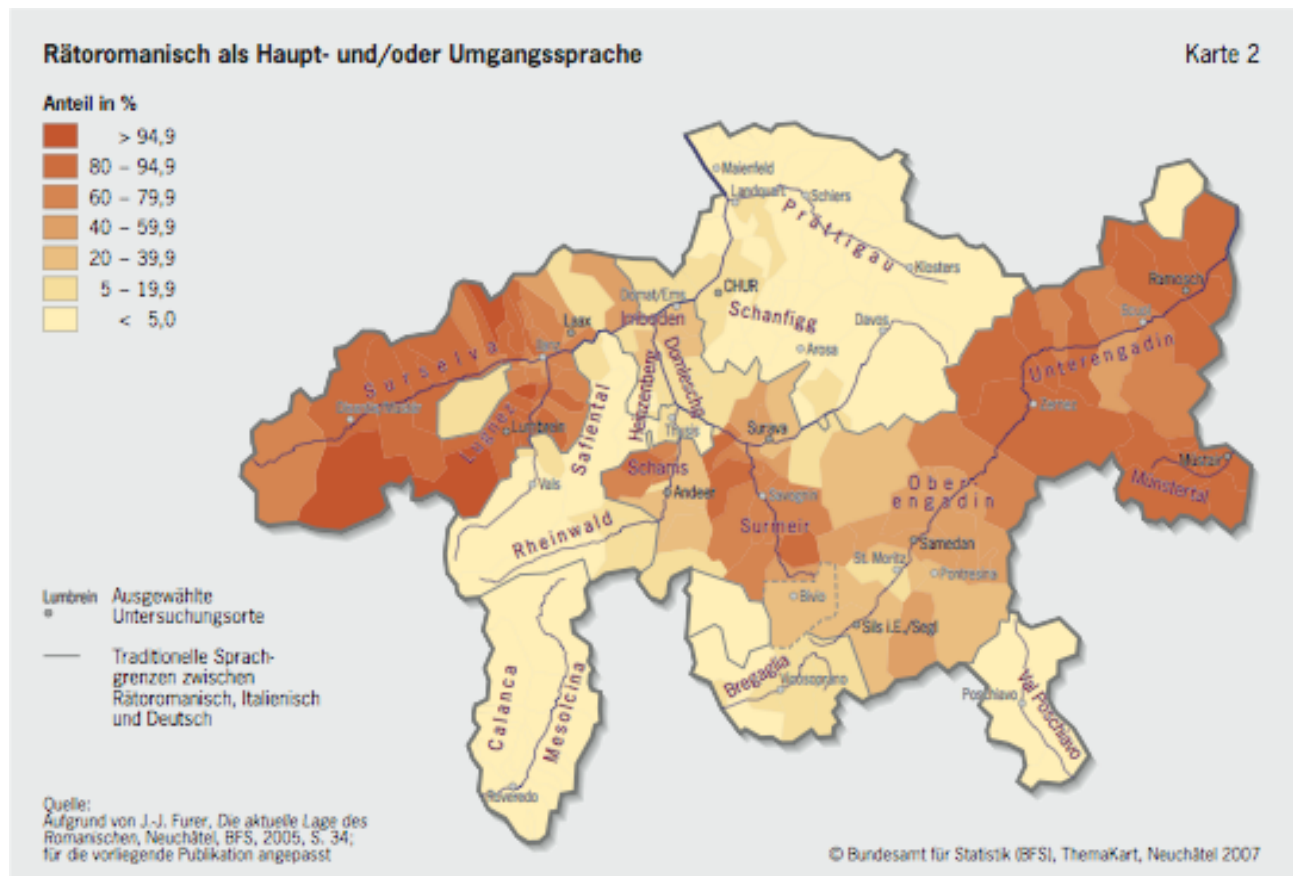 Rätoromanisch als Haupt- und/oder Umgangssprache
Karte 2
Anteil in %
> 94,9
80 – 94,9
60 – 79,9
40 – 59,9
20 – 39,9
5 – 19,9
< 5,0
Maienfeld
Landquart
Schiers
Prättigau
Klosters
CHUR
Domat/Ems
Imboden
Schanfigg
Davos
Arosa
Laax
Ilanz
Surselva
Disentis/Mustér
Lugnez
Lumbrein
Safiental
Heinzenberg
Domleschg
Thusis
Surava
Vals
Schams
Andeer
Savognin
Surmeir
Rheinwald
Ramosch
Scuol
Unterengadin
Zernez
Müstair
Münstertal
Ober-
engadin
Samedan
St. Moritz
Pontresina
Bivio
Sils i.E./Segl
Bregaglia
Vicosoprano
Poschiavo
Val Poschiavo
Calanca
Mesolcina
Roveredo
Lumbrein Ausgewählte
Untersuchungsorte
Traditionelle Sprach-
grenzen zwischen
Rätoromanisch, Italienisch
und Deutsch
Quelle:
Aufgrund von J.-J. Furer, Die aktuelle Lage des
Romanischen, Neuchâtel, BFS, 2005, S. 34;
für die vorliegende Publikation angepasst
© Bundesamt für Statistik (BFS), ThemaKart, Neuchâtel 2007